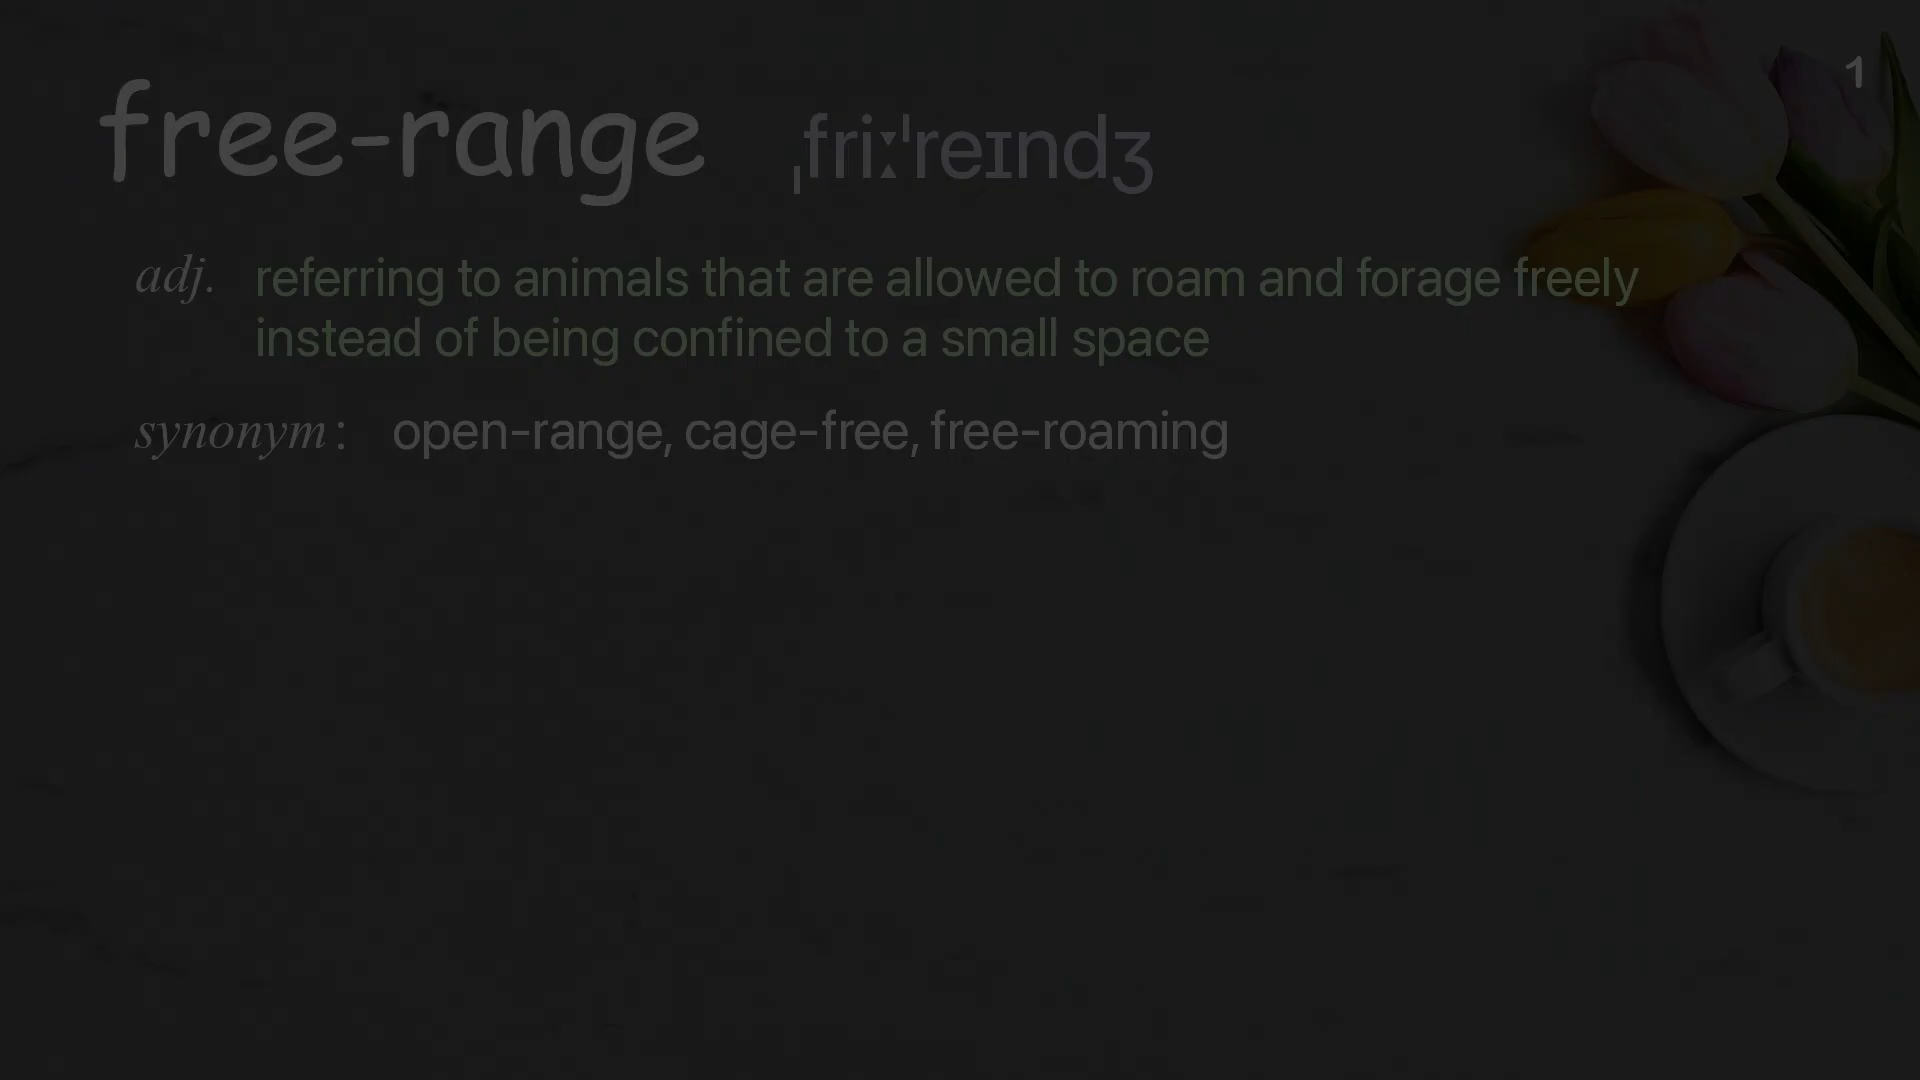 1
free-range ˌfriːˈreɪndʒ
adj. referring to animals that are allowed to roam and forage freely
instead of being confined to a small space
synonym: open-range, cage-free, free-roaming